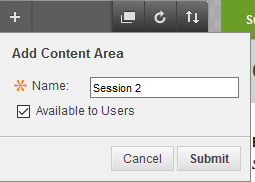 Add Content Area
Name: Session 2
Available to Users
Cancel Submit